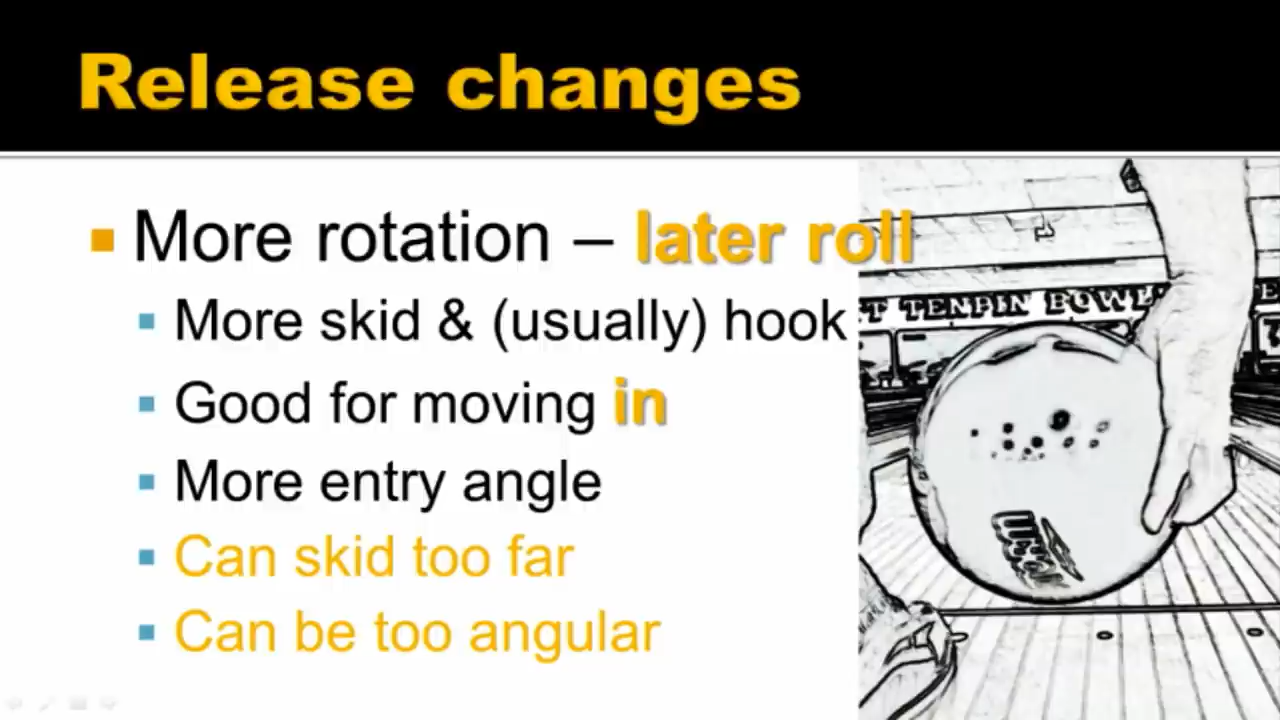 Release changes
More rotation – later roll
More skid & (usually) hook
Good for moving in
More entry angle
Can skid too far
Can be too angular
T TENPIN BOWL